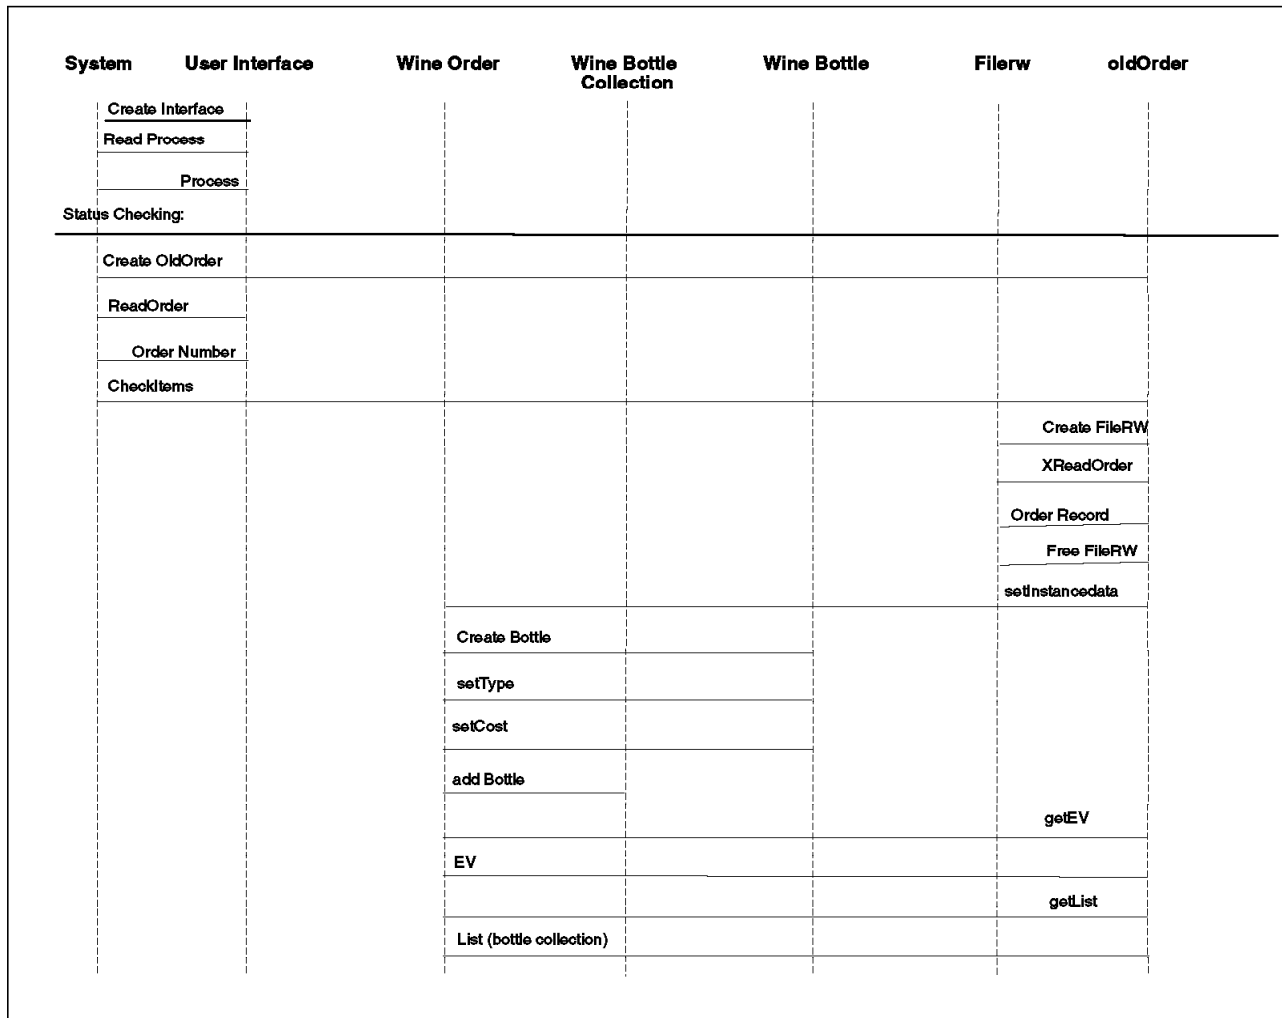 System
User Interface
Wine Order
Wine Bottle
Collection
Wine Bottle
Filerw
oldOrder
Create Interface
Read Process
Process
Status Checking:
Create OldOrder
ReadOrder
Order Number
CheckItems
Create FileRW
XReadOrder
Order Record
Free FileRW
setInstancedata
Create Bottle
setType
setCost
add Bottle
getEV
EV
getList
List (bottle collection)